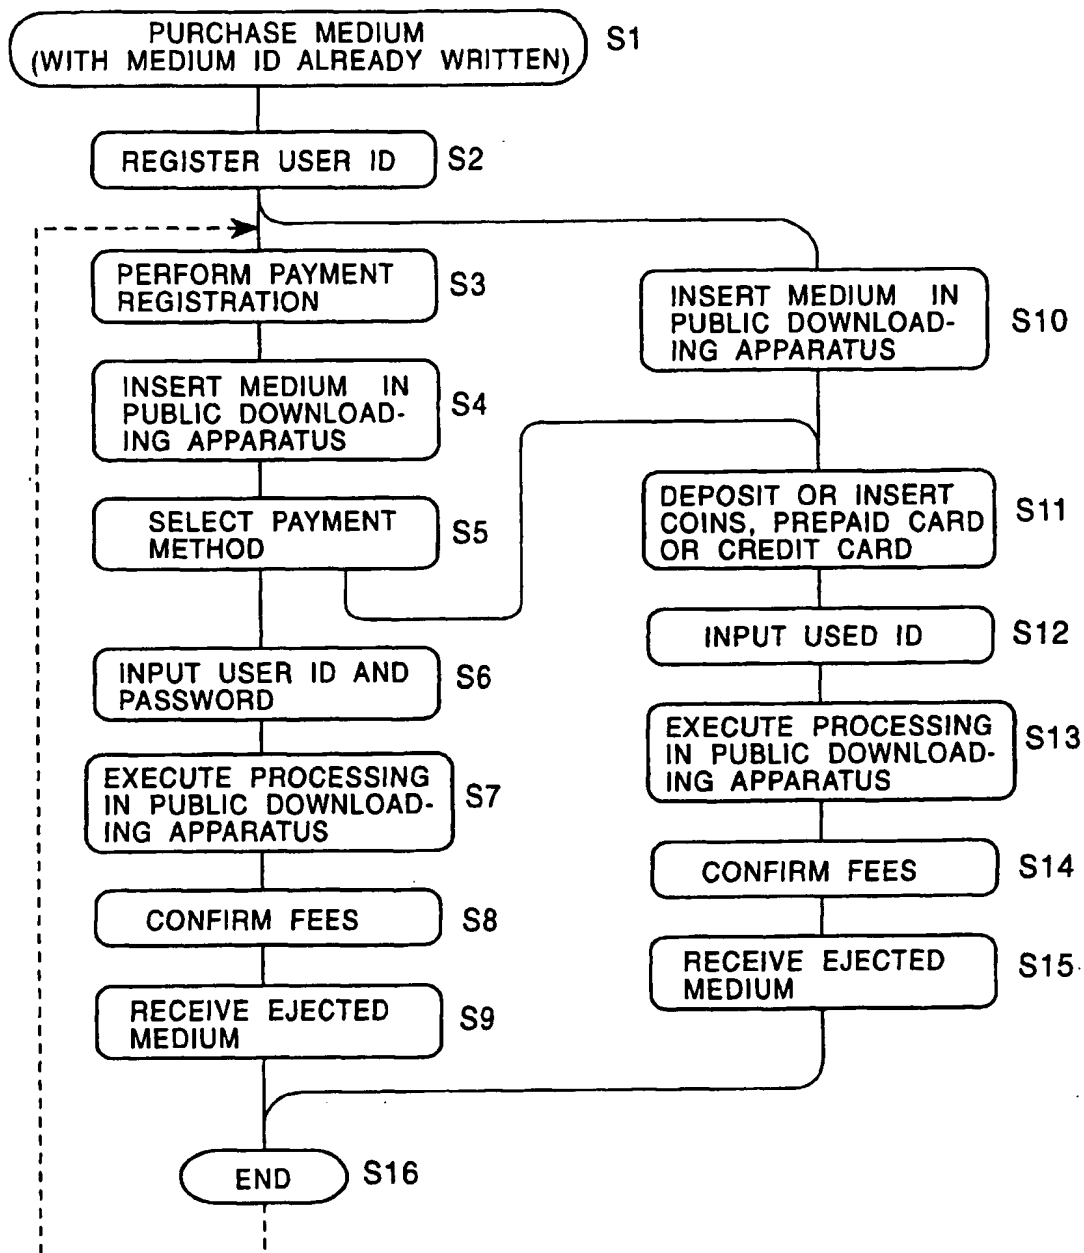 PURCHASE MEDIUM
(WITH MEDIUM ID ALREADY WRITTEN)
S1
REGISTER USER ID
S2
PERFORM PAYMENT
REGISTRATION
S3
INSERT MEDIUM IN
PUBLIC DOWNLOAD-
ING APPARATUS
S4
SELECT PAYMENT
METHOD
S5
INPUT USER ID AND
PASSWORD
S6
EXECUTE PROCESSING
IN PUBLIC DOWNLOAD-
ING APPARATUS
S7
CONFIRM FEES
S8
RECEIVE EJECTED
MEDIUM
S9
INSERT MEDIUM IN
PUBLIC DOWNLOAD-
ING APPARATUS
S10
DEPOSIT OR INSERT
COINS, PREPAID CARD
OR CREDIT CARD
S11
INPUT USED ID
S12
EXECUTE PROCESSING
IN PUBLIC DOWNLOAD-
ING APPARATUS
S13
CONFIRM FEES
S14
RECEIVE EJECTED
MEDIUM
S15
END
S16